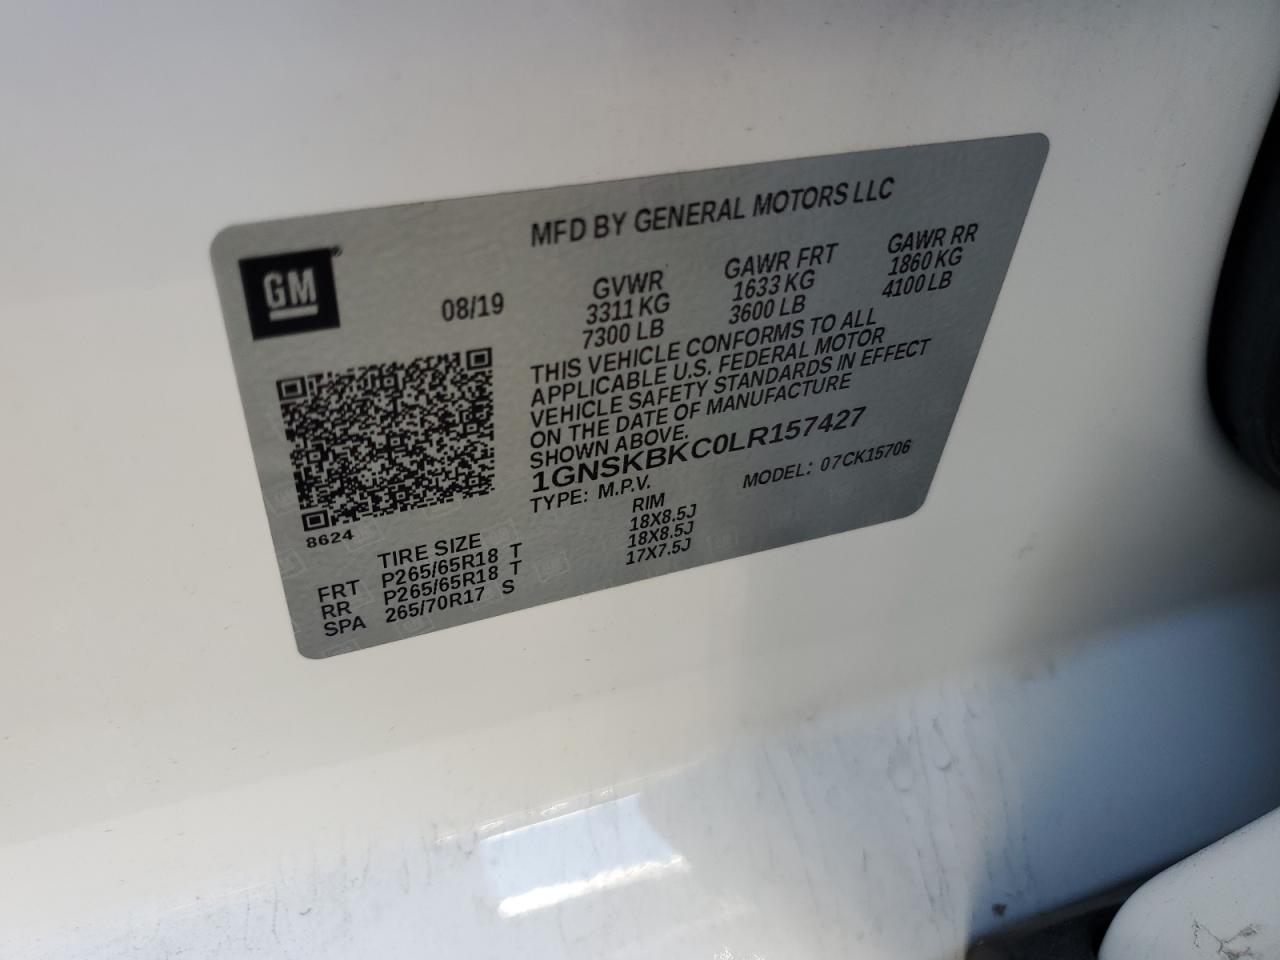 MFD BY GENERAL MOTORS LLC
GM
08/19
GVWR
3311 KG
7300 LB
GAWR FRT
1633 KG
3600 LB
GAWR RR
1860 KG
4100 LB
THIS VEHICLE CONFORMS TO ALL
APPLICABLE U.S. FEDERAL MOTOR
VEHICLE SAFETY STANDARDS IN EFFECT
ON THE DATE OF MANUFACTURE
SHOWN ABOVE.
1GNSKBKC0LR157427
TYPE: M.P.V. MODEL: 07CK15706
8624
TIRE SIZE RIM
FRT P265/65R18 T 18X8.5J
RR P265/65R18 T 18X8.5J
SPA 265/70R17 S 17X7.5J